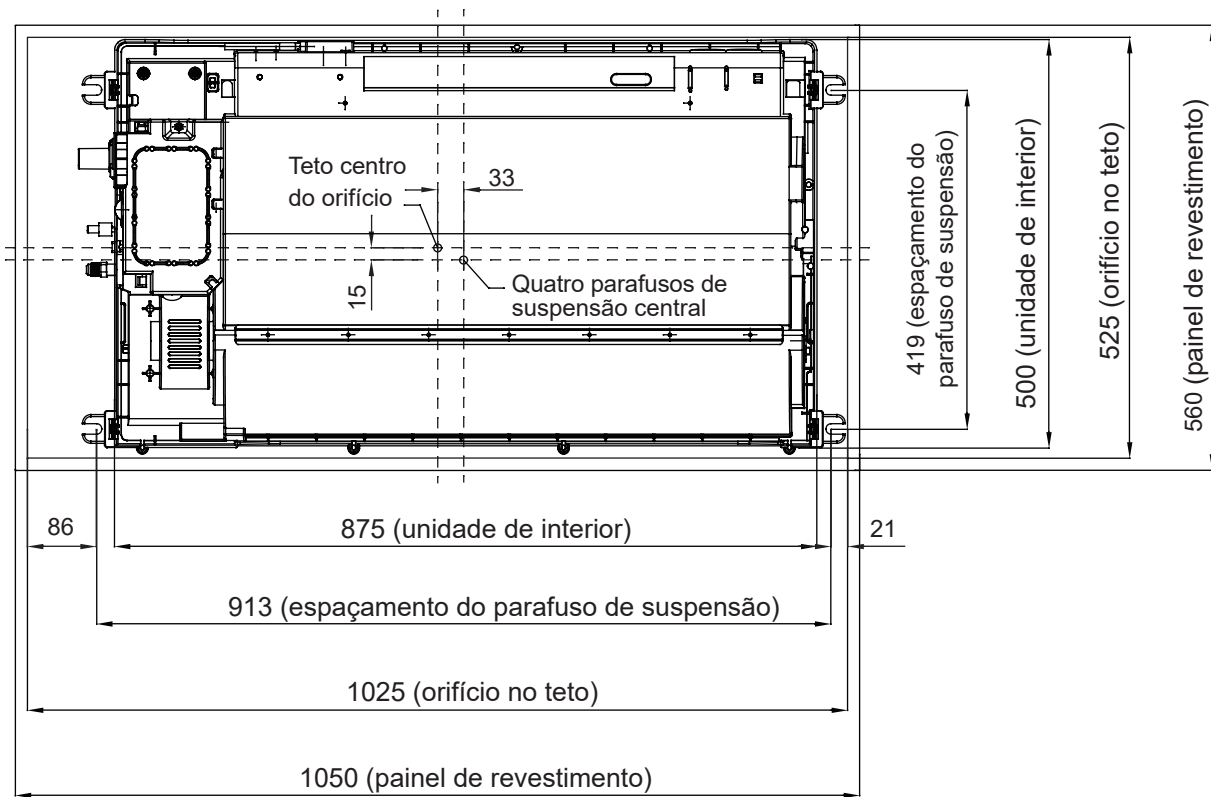 Teto centro
do orifício
33
15
Quatro parafusos de
suspensão central
419 (espaçamento do
parafuso de suspensão)
500 (unidade de interior)
525 (orifício no teto)
560 (painel de revestimento)
86
875 (unidade de interior)
21
913 (espaçamento do parafuso de suspensão)
1025 (orifício no teto)
1050 (painel de revestimento)